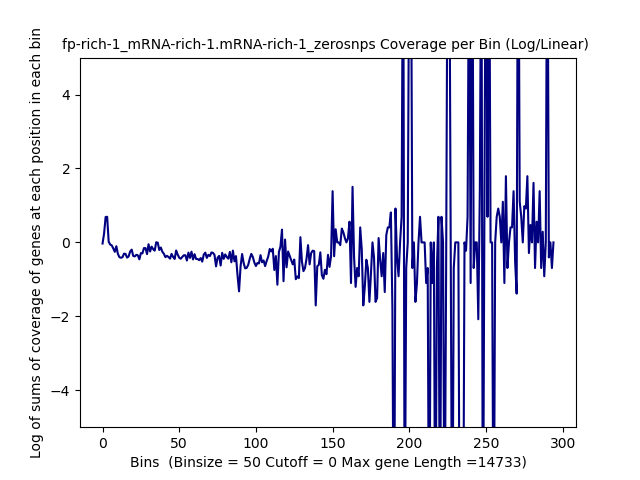 fp-rich-1_mRNA-rich-1.mRNA-rich-1_zerosnps Coverage per Bin (Log/Linear)
Log of sums of coverage of genes at each position in each bin
4
2
0
−2
−4
0 50 100 150 200 250 300
Bins  (Binsize = 50 Cutoff = 0 Max gene Length =14733)